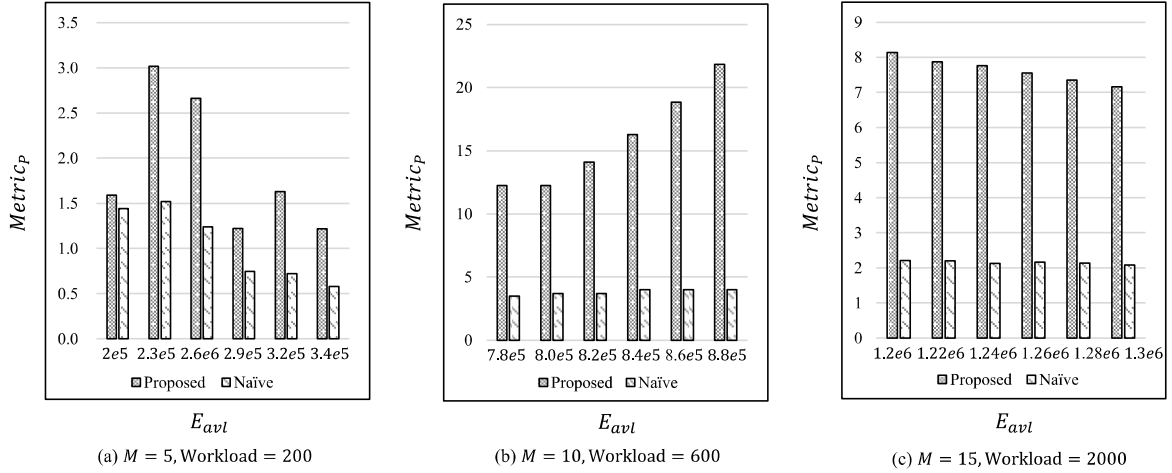 3.5
3.0
2.5
2.0
1.5
1.0
0.5
0.0
Metric_P
2e5 2.3e5 2.6e6 2.9e5 3.2e5 3.4e5
Proposed Naïve
E_avl
(a) M = 5, Workload = 200
25
20
15
10
5
0
Metric_P
7.8e5 8.0e5 8.2e5 8.4e5 8.6e5 8.8e5
Proposed Naïve
E_avl
(b) M = 10, Workload = 600
9
8
7
6
5
4
3
2
1
0
Metric_P
1.2e6 1.22e6 1.24e6 1.26e6 1.28e6 1.3e6
Proposed Naïve
E_avl
(c) M = 15, Workload = 2000